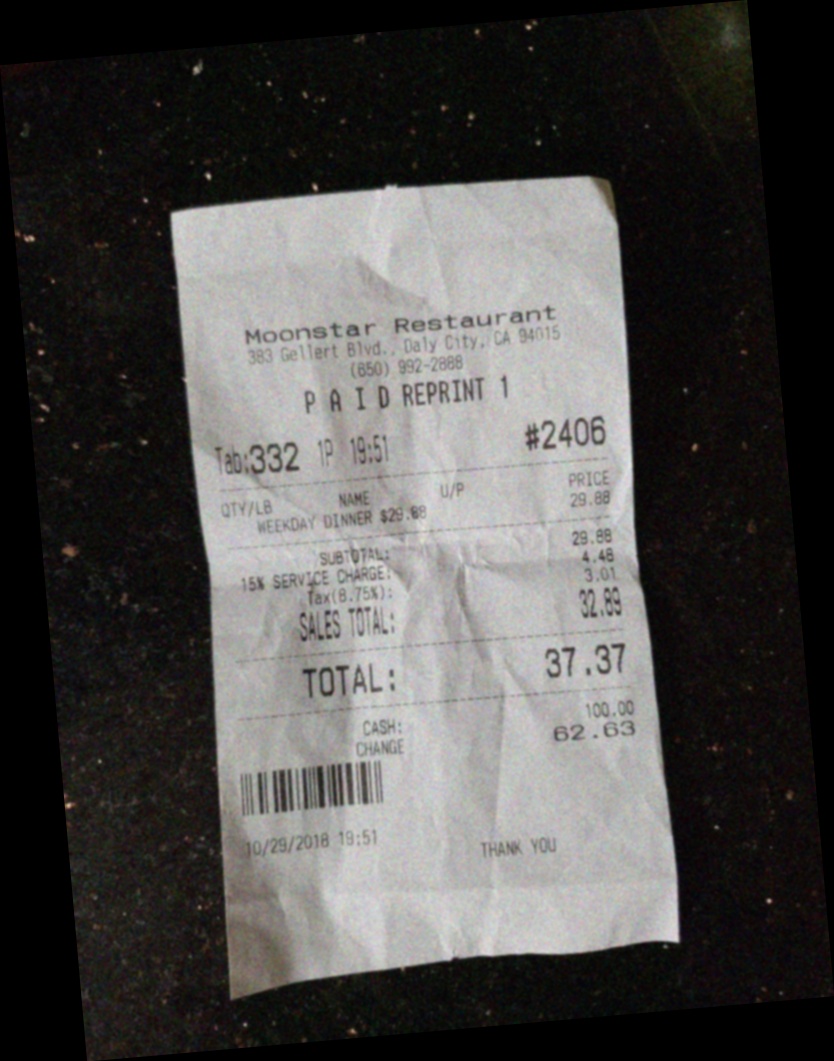 Moonstar Restaurant
383 Gellert Blvd., Daly City, CA 94015
(650) 992-2888
P A I D REPRINT 1
Tab:332 1P 19:51 #2406
QTY/LB NAME U/P PRICE
WEEKDAY DINNER $29.88 29.88
SUBTOTAL: 29.88
15% SERVICE CHARGE: 4.48
Tax(8.75%): 3.01
SALES TOTAL: 32.89
TOTAL: 37.37
CASH: 100.00
CHANGE 62.63
10/29/2018 19:51 THANK YOU